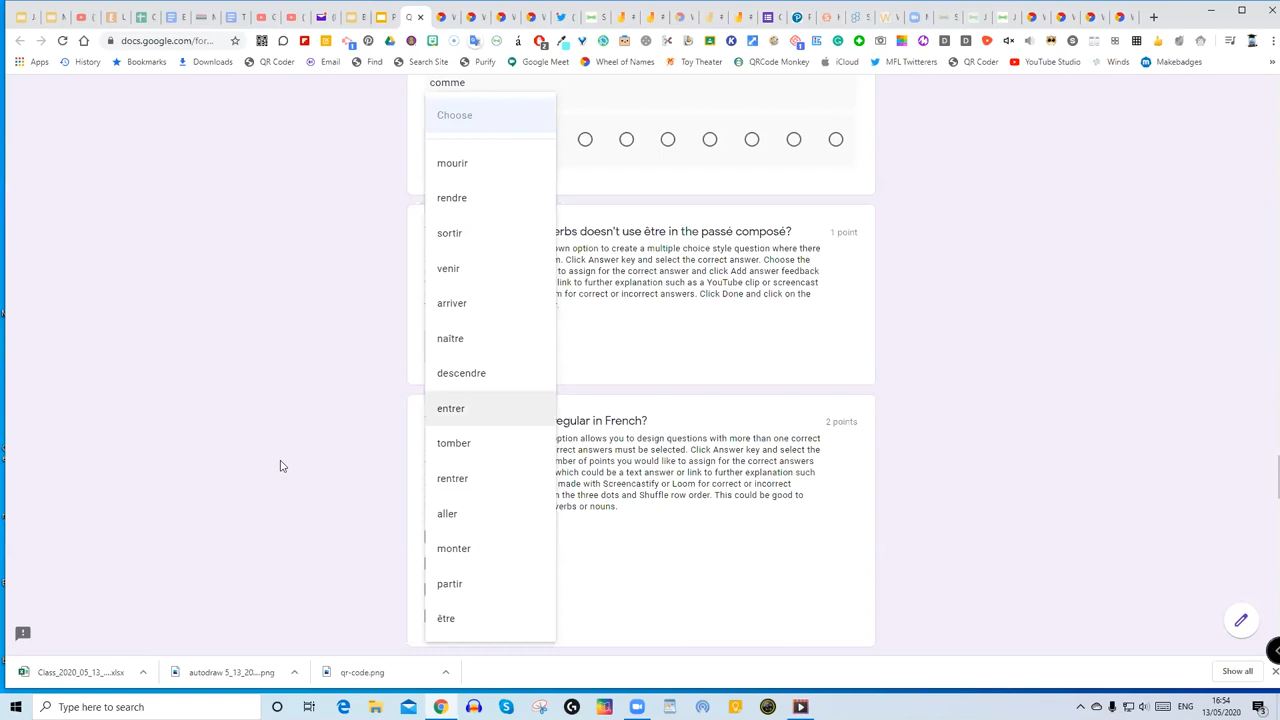 docs.google.com/for...
Apps
History
Bookmarks
Downloads
QR Coder
Email
Find
Search Site
Purify
Google Meet
Wheel of Names
Toy Theater
QRCode Monkey
iCloud
MFL Twitterers
QR Coder
YouTube Studio
Winds
Makebadges
comme
Choose
mourir
rendre
sortir
venir
arriver
naître
descendre
entrer
tomber
rentrer
aller
monter
partir
être
erbs doesn't use être in the passé composé?
1 point
own option to create a multiple choice style question where there
n. Click Answer key and select the correct answer. Choose the
to assign for the correct answer and click Add answer feedback
link to further explanation such as a YouTube clip or screencast
m for correct or incorrect answers. Click Done and click on the
egular in French?
2 points
option allows you to design questions with more than one correct
orrect answers must be selected. Click Answer key and select the
mber of points you would like to assign for the correct answers
which could be a text answer or link to further explanation such
made with Screencastify or Loom for correct or incorrect
n the three dots and Shuffle row order. This could be good to
verbs or nouns.
Class_2020_05_13_....xlsx
autodraw 5_13_20....png
qr-code.png
Show all
Type here to search
ENG
16:54
13/05/2020